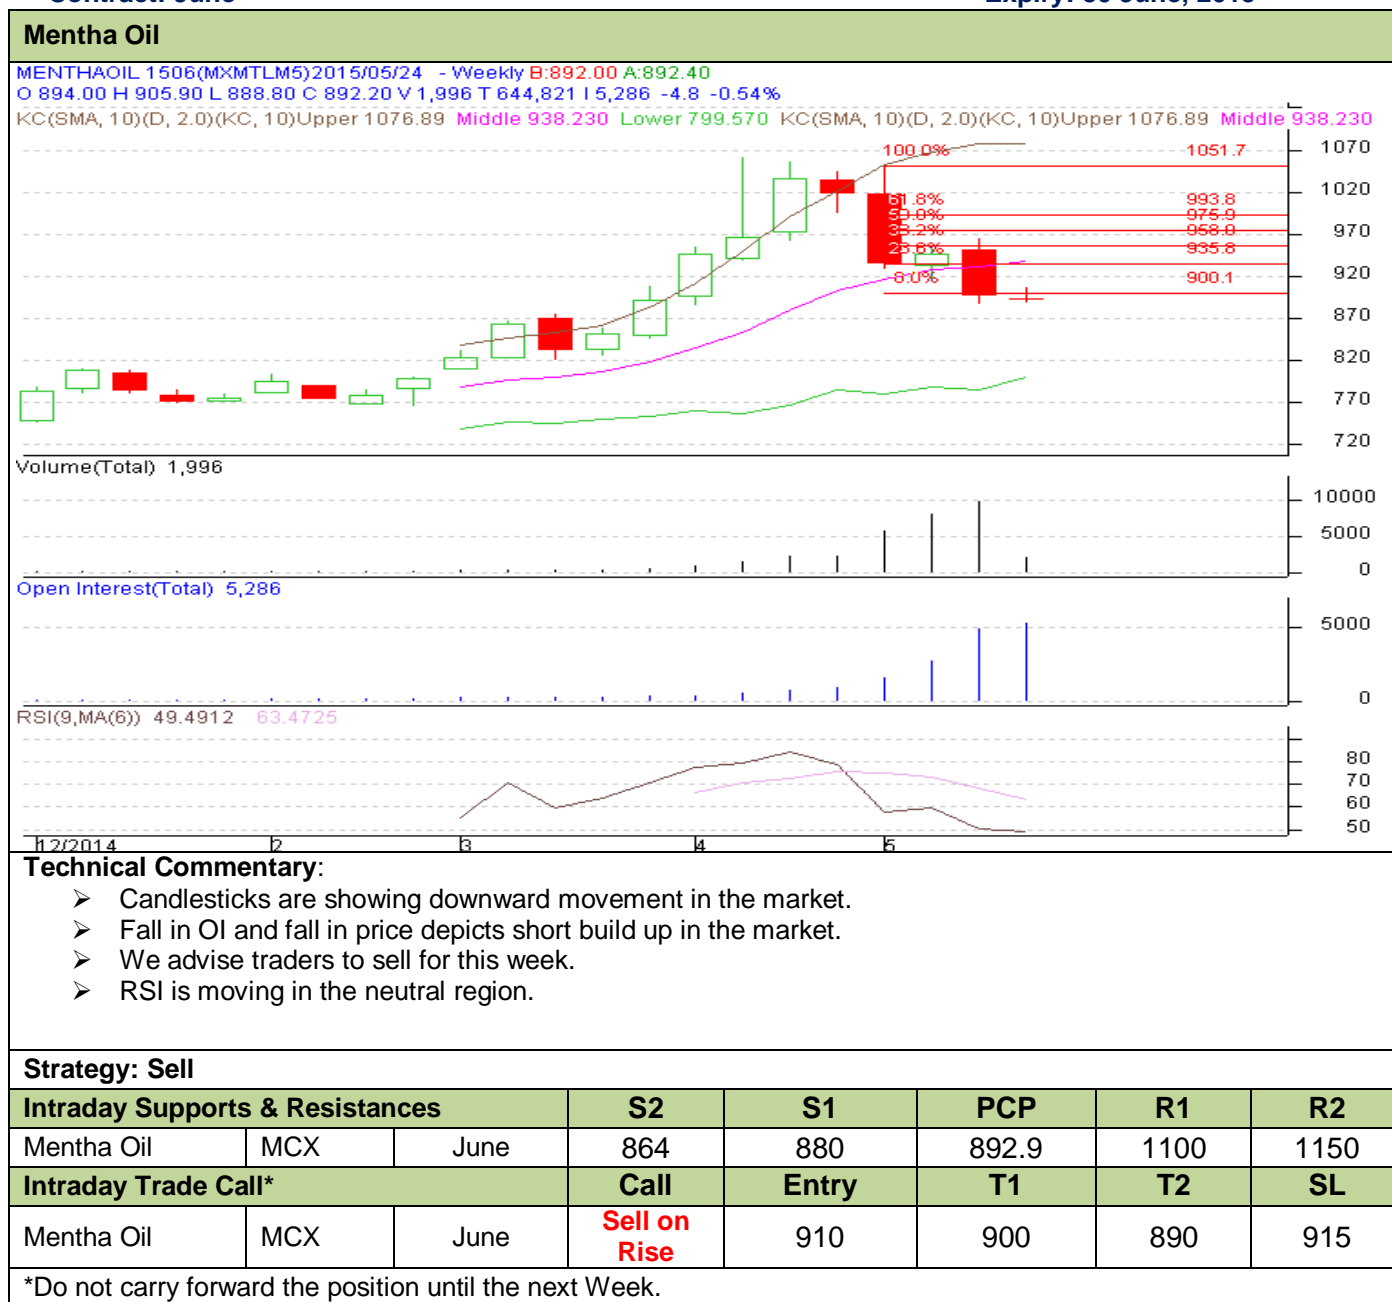 Mentha Oil
MENTHAOIL 1506(MXMTLM5)2015/05/24 - Weekly B:892.00 A:892.40
O 894.00 H 905.90 L 888.80 C 892.20 V 1,996 T 644,821 I 5,286 -4.8 -0.54%
KC(SMA, 10)(D, 2.0)(KC, 10)Upper 1076.89 Middle 938.230 Lower 799.570 KC(SMA, 10)(D, 2.0)(KC, 10)Upper 1076.89 Middle 938.230
100.0% 1051.7 1070
1020
61.8% 993.8
50.0% 975.9
38.2% 958.0 970
23.6% 935.8
920
0.0% 900.1
870
820
770
720
Volume(Total) 1,996
10000
5000
0
Open Interest(Total) 5,286
5000
0
RSI(9,MA(6)) 49.4912 63.4725
80
70
60
50
12/2014 2 3 4 5
Technical Commentary:
➢ Candlesticks are showing downward movement in the market.
➢ Fall in OI and fall in price depicts short build up in the market.
➢ We advise traders to sell for this week.
➢ RSI is moving in the neutral region.
Strategy: Sell
Intraday Supports & Resistances S2 S1 PCP R1 R2
Mentha Oil MCX June 864 880 892.9 1100 1150
Intraday Trade Call* Call Entry T1 T2 SL
Mentha Oil MCX June Sell on Rise 910 900 890 915
*Do not carry forward the position until the next Week.